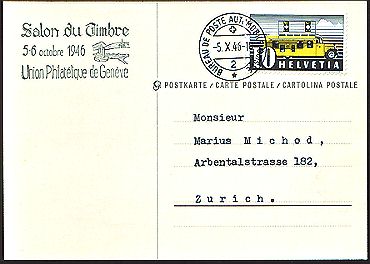 Salon du Timbre
5-6 octobre 1946
Union Philatélique de Genève
BUREAU DE POSTE AUTOMOBILE
-5.X.46-1
2
HELVETIA
POSTKARTE / CARTE POSTALE / CARTOLINA POSTALE
Monsieur
Marius Michod,
Arbentalstrasse 182,
Zurich.